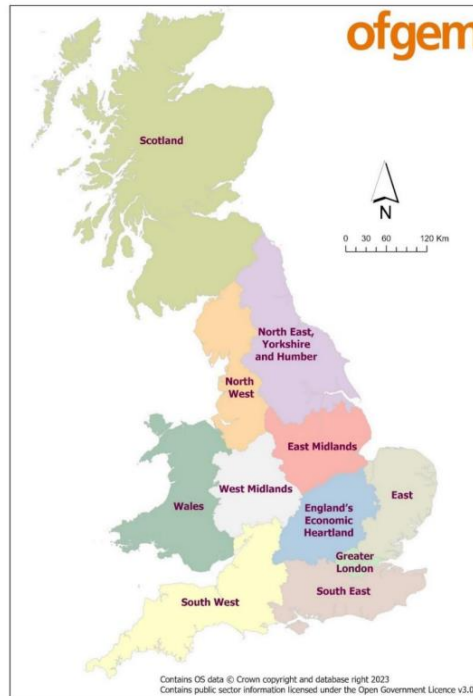 ofgem
Scotland
N
0 30 60 120 Km
North East,
Yorkshire
and Humber
North
West
East Midlands
West Midlands
Wales
England's
Economic
Heartland
East
Greater
London
South East
South West
Contains OS data © Crown copyright and database right 2023
Contains public sector information licensed under the Open Government Licence v3.0